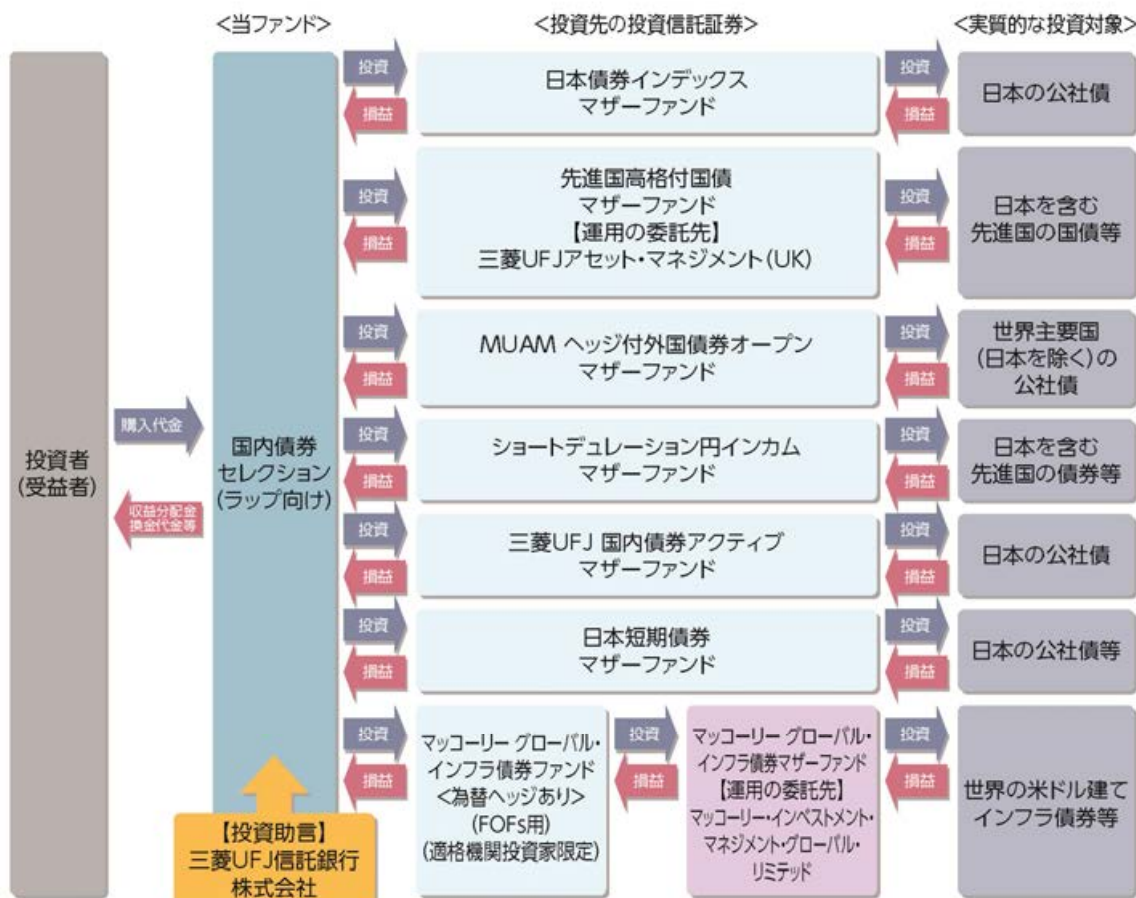 <当ファンド>
<投資先の投資信託証券>
<実質的な投資対象>
投資者
(受益者)
購入代金
収益分配金
換金代金等
国内債券
セレクション
(ラップ向け)
【投資助言】
三菱UFJ信託銀行
株式会社
投資
損益
日本債券インデックス
マザーファンド
投資
損益
日本の公社債
投資
損益
先進国高格付国債
マザーファンド
【運用の委託先】
三菱UFJアセット・マネジメント(UK)
投資
損益
日本を含む
先進国の国債等
投資
損益
MUAM ヘッジ付外国債券オープン
マザーファンド
投資
損益
世界主要国
(日本を除く)の
公社債
投資
損益
ショートデュレーション円インカム
マザーファンド
投資
損益
日本を含む
先進国の債券等
投資
損益
三菱UFJ 国内債券アクティブ
マザーファンド
投資
損益
日本の公社債
投資
損益
日本短期債券
マザーファンド
投資
損益
日本の公社債等
投資
損益
マッコーリー グローバル・
インフラ債券ファンド
<為替ヘッジあり>
(FOFs用)
(適格機関投資家限定)
投資
損益
マッコーリー グローバル・
インフラ債券マザーファンド
【運用の委託先】
マッコーリー・インベストメント・
マネジメント・グローバル・
リミテッド
投資
損益
世界の米ドル建て
インフラ債券等